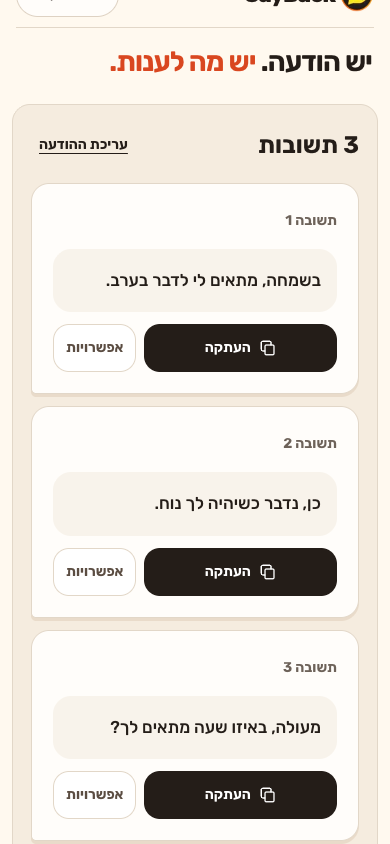 SayBack
יש הודעה. יש מה לענות.
3 תשובות
עריכת ההודעה
תשובה 1
בשמחה, מתאים לי לדבר בערב.
העתקה
אפשרויות
תשובה 2
כן, נדבר כשיהיה לך נוח.
העתקה
אפשרויות
תשובה 3
מעולה, באיזו שעה מתאים לך?
העתקה
אפשרויות